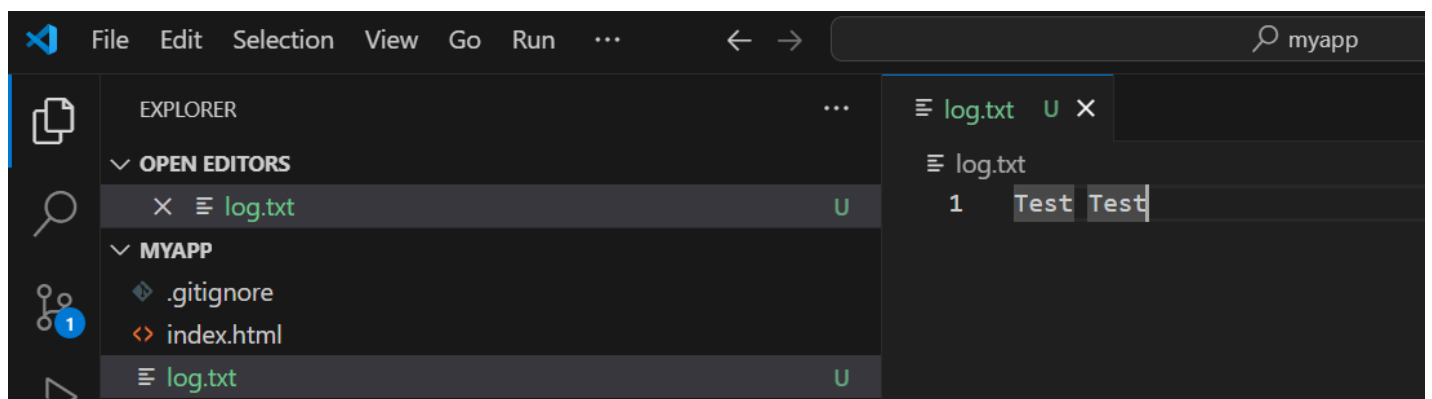 File Edit Selection View Go Run ··· myapp
EXPLORER ···
OPEN EDITORS
log.txt U
MYAPP
.gitignore
index.html
log.txt U
1
log.txt U
log.txt
1 Test Test